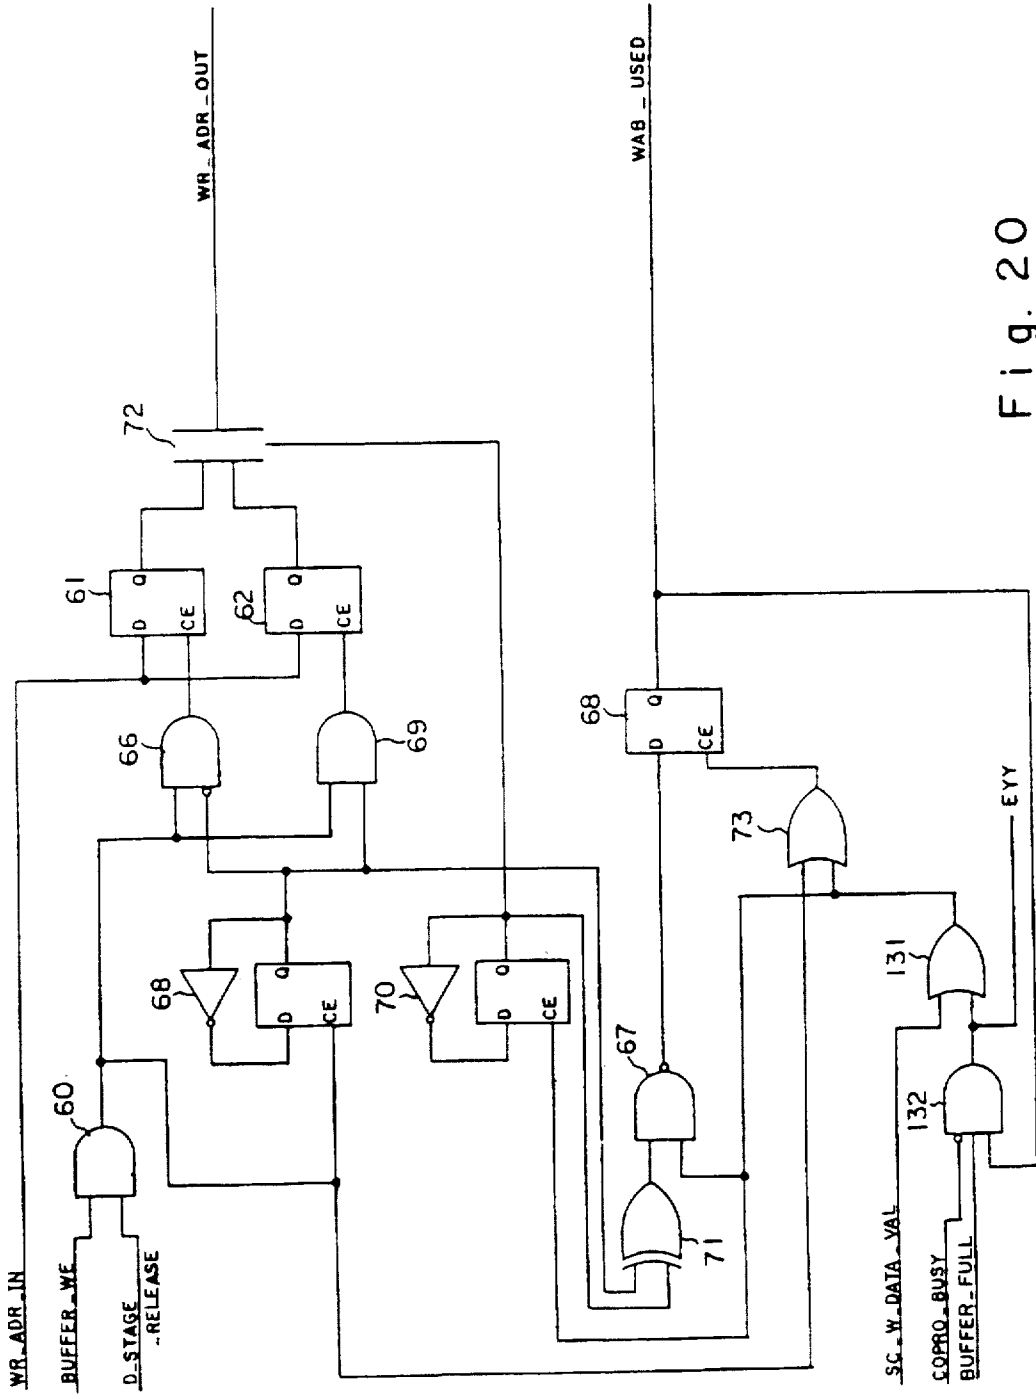 WR_ADR_IN
BUFFER_WE
D_STAGE
_RELEASE
60
68
D
Q
CE
70
D
Q
CE
66
69
61
D
Q
CE
62
D
Q
CE
72
WR_ADR_OUT
71
67
68
D
Q
CE
73
WAB_USED
SC_W_DATA_VAL
COPRO_BUSY
BUFFER_FULL
132
131
EYY
Fig. 20